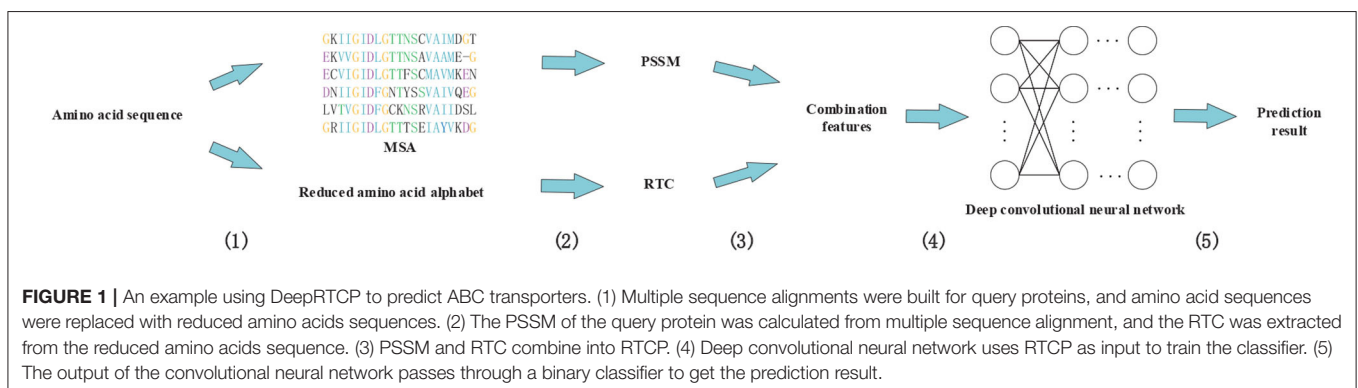 GKIIGIDLGTTNSCVAIMDGT
EKVVGIDLGTTNSAVAAME-G
ECVIGIDLGTTFSCMAVMKEN
DNIIGIDFGNTYSSVAIVQEG
LVTVGIDFGCKNSRVAIIDSL
GRIIGIDLGTTTSEIAYVKDG
MSA
Amino acid sequence
Reduced amino acid alphabet
PSSM
RTC
Combination
features
Deep convolutional neural network
Prediction
result
(1)
(2)
(3)
(4)
(5)
FIGURE 1 | An example using DeepRTCP to predict ABC transporters. (1) Multiple sequence alignments were built for query proteins, and amino acid sequences
were replaced with reduced amino acids sequences. (2) The PSSM of the query protein was calculated from multiple sequence alignment, and the RTC was extracted
from the reduced amino acids sequence. (3) PSSM and RTC combine into RTCP. (4) Deep convolutional neural network uses RTCP as input to train the classifier. (5)
The output of the convolutional neural network passes through a binary classifier to get the prediction result.